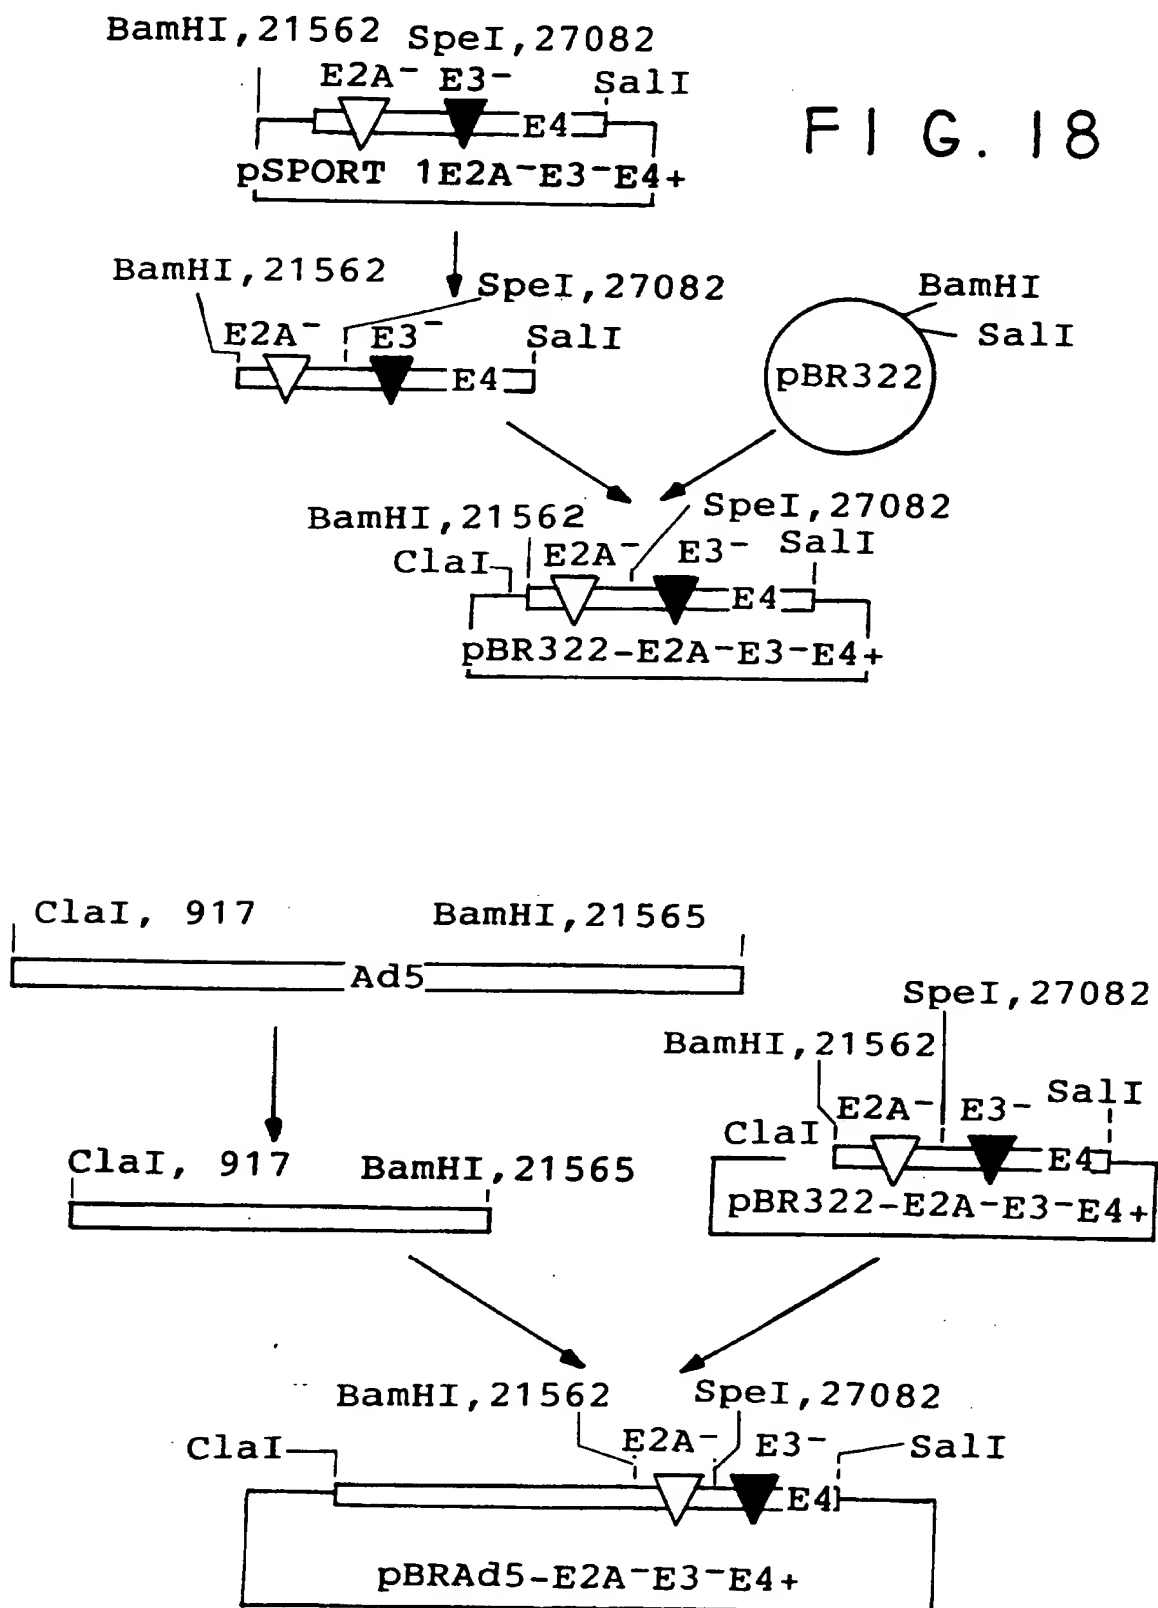 BamHI,21562 SpeI,27082
E2A⁻ E3⁻ SalI
E4
FIG. 18
pSPORT 1E2A⁻E3⁻E4+
BamHI,21562
SpeI,27082
E2A⁻ E3⁻ SalI
E4
BamHI
SalI
pBR322
BamHI,21562
SpeI,27082
ClaI
E2A⁻ E3⁻ SalI
E4
pBR322-E2A⁻E3⁻E4+
ClaI, 917 BamHI,21565
Ad5
SpeI,27082
BamHI,21562
E2A⁻ E3⁻ SalI
ClaI
E4
pBR322-E2A⁻E3⁻E4+
ClaI, 917 BamHI,21565
BamHI,21562 SpeI,27082
ClaI E2A⁻ E3⁻ SalI
E4
pBRAd5-E2A⁻E3⁻E4+